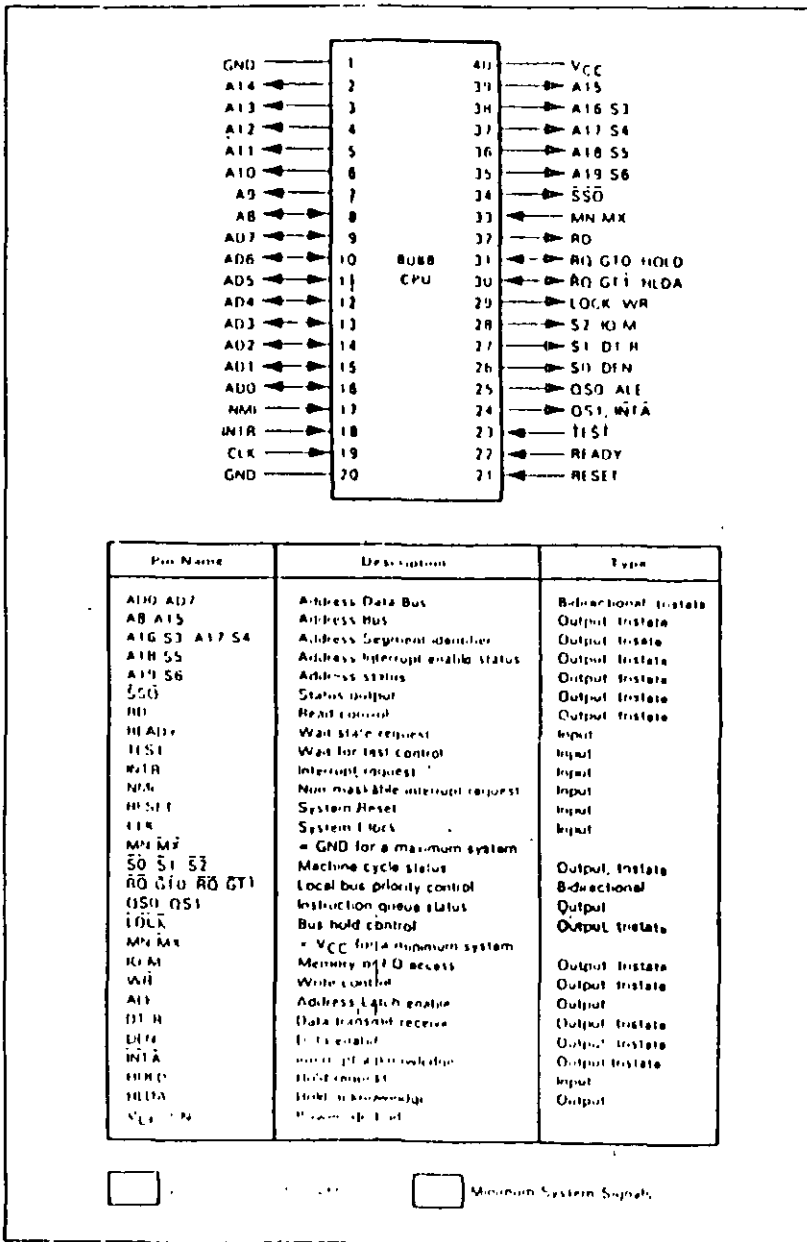 GND 1 40 VCC
A14 2 39 A15
A13 3 38 A16 S3
A12 4 37 A17 S4
A11 5 36 A18 S5
A10 6 35 A19 S6
A9 7 34 SSO
A8 8 33 MN MX
AD7 9 32 RD
AD6 10 8088 31 RQ GT0 HOLD
AD5 11 CPU 30 RQ GT1 HLDA
AD4 12 29 LOCK WR
AD3 13 28 S2 IO M
AD2 14 27 S1 DT R
AD1 15 26 S0 DEN
AD0 16 25 QS0 ALE
NMI 17 24 QS1, INTA
INTR 18 23 TEST
CLK 19 22 READY
GND 20 21 RESET
Pin Name Description Type
AD0 AD7 Address Data Bus Bidirectional tristate
A8 A15 Address Bus Output tristate
A16 S3 A17 S4 Address Segment identifier Output tristate
A18 S5 Address Interrupt enable status Output tristate
A19 S6 Address status Output tristate
SSO Status output Output tristate
RD Read control Output tristate
READY Wait state request Input
TEST Wait for test control Input
INTR Interrupt request Input
NMI Non maskable interrupt request Input
RESET System Reset Input
CLK System Clock Input
MN MX = GND for a maximum system
S0 S1 S2 Machine cycle status Output, tristate
RQ GT0 RQ GT1 Local bus priority control Bidirectional
QS0 QS1 Instruction queue status Output
LOCK Bus hold control Output, tristate
MN MX = VCC for a minimum system
IO M Memory access Output tristate
WR Write control Output tristate
ALE Address Latch enable Output
DT R Data transmit receive Output tristate
DEN Data enable Output tristate
INTA acknowledge Output tristate
HOLD Hold request Input
HLDA Hold acknowledge Output
Minimum System Signals